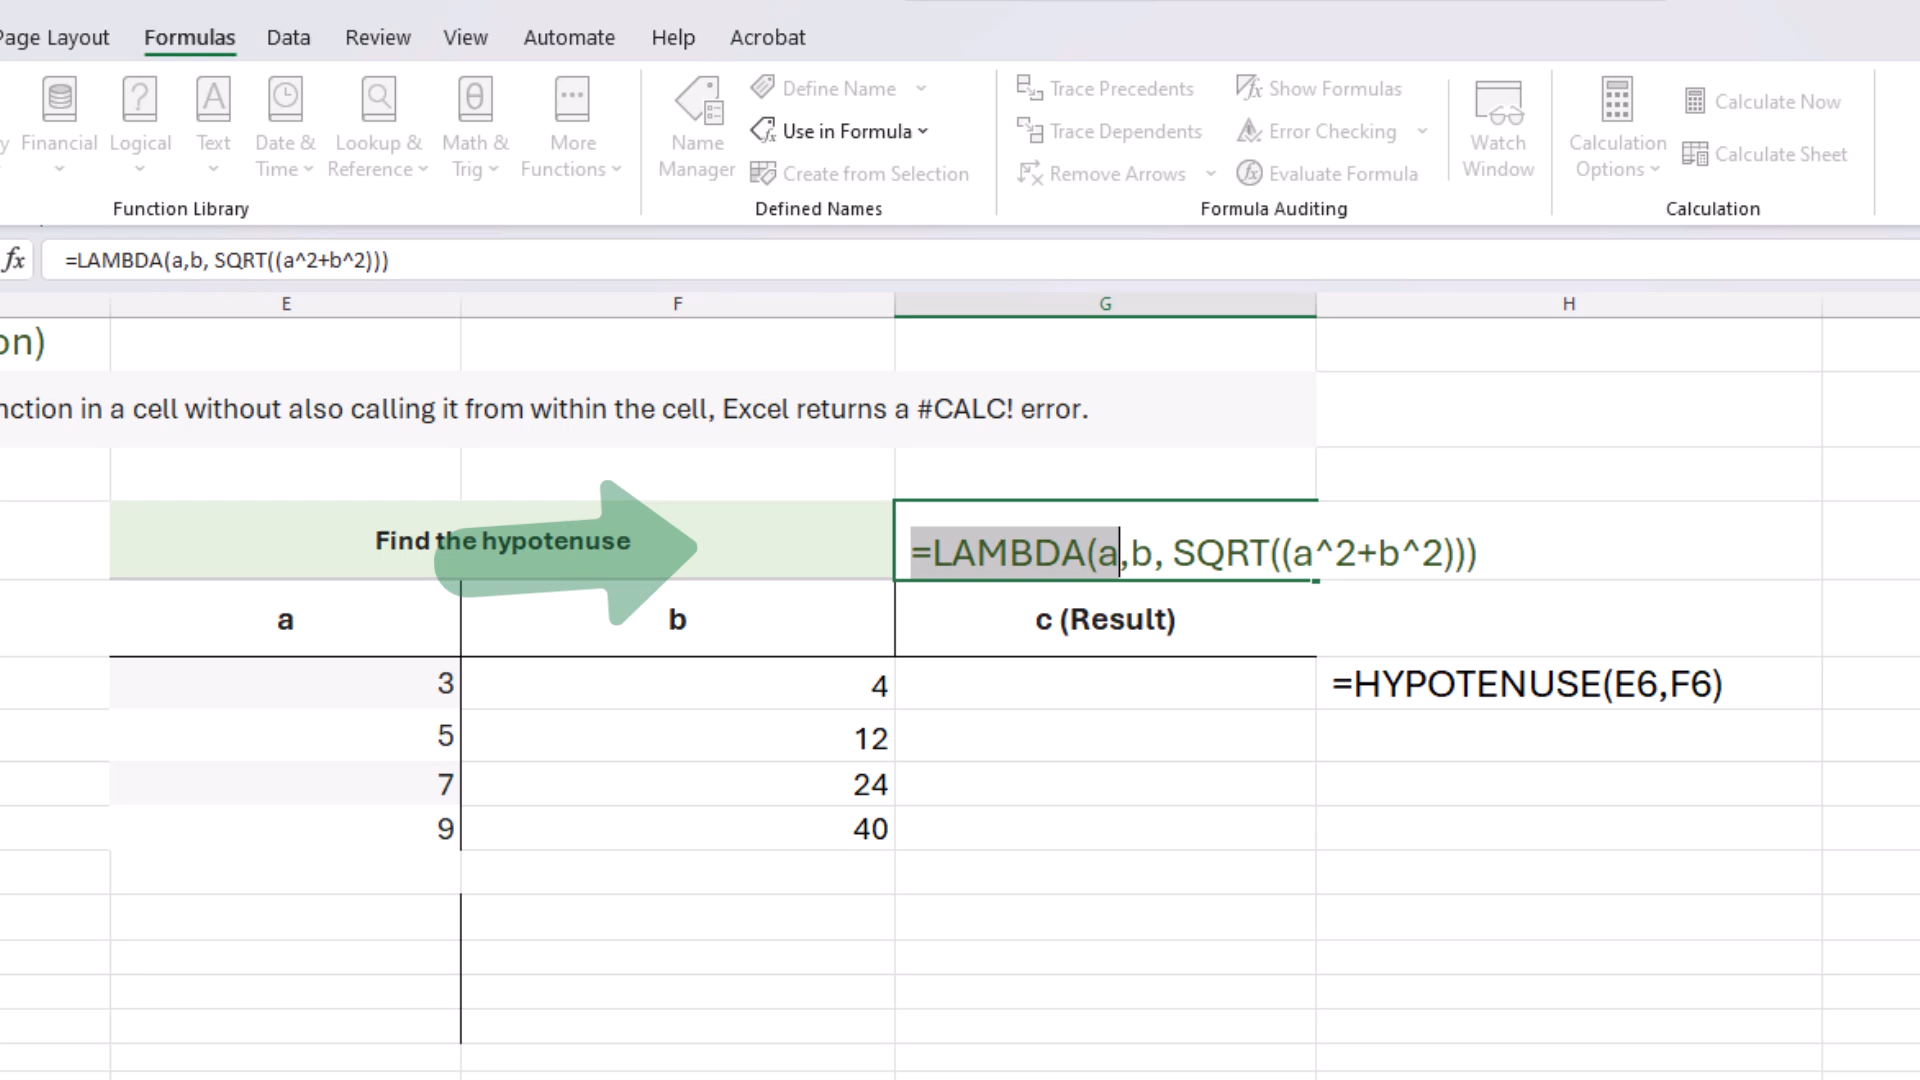 Page Layout Formulas Data Review View Automate Help Acrobat
y Financial Logical Text Date & Time Lookup & Reference Math & Trig More Functions
Name Manager Define Name Use in Formula Create from Selection
Trace Precedents Trace Dependents Remove Arrows
Show Formulas Error Checking Evaluate Formula
Watch Window
Calculation Options Calculate Now Calculate Sheet
Function Library Defined Names Formula Auditing Calculation
fx =LAMBDA(a,b, SQRT((a^2+b^2)))
E F G H
on)
nction in a cell without also calling it from within the cell, Excel returns a #CALC! error.
Find the hypotenuse =LAMBDA(a,b, SQRT((a^2+b^2)))
a b c (Result)
3 4 =HYPOTENUSE(E6,F6)
5 12
7 24
9 40